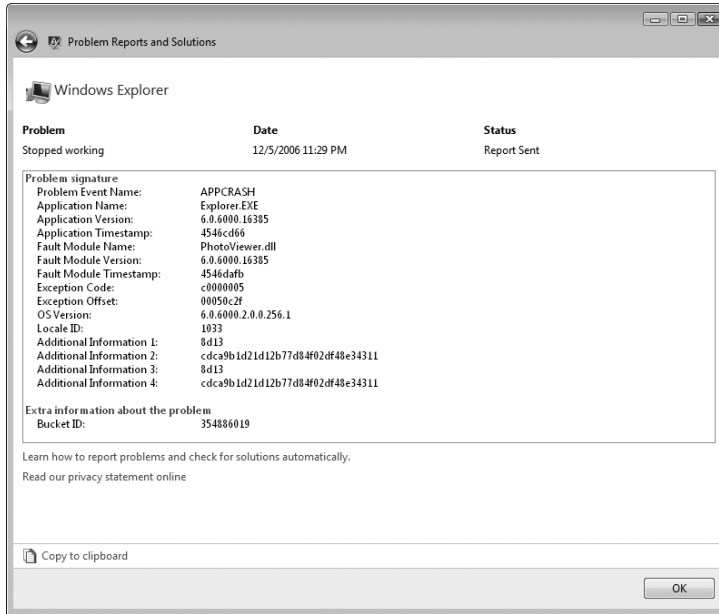 Problem Reports and Solutions
Windows Explorer
Problem Date Status
Stopped working 12/5/2006 11:29 PM Report Sent
Problem signature
Problem Event Name: APPCRASH
Application Name: Explorer.EXE
Application Version: 6.0.6000.16385
Application Timestamp: 4546cd66
Fault Module Name: PhotoViewer.dll
Fault Module Version: 6.0.6000.16385
Fault Module Timestamp: 4546dafb
Exception Code: c0000005
Exception Offset: 00050c2f
OS Version: 6.0.6000.2.0.0.256.1
Locale ID: 1033
Additional Information 1: 8d13
Additional Information 2: cdca9b1d21d12b77d84f02df48e34311
Additional Information 3: 8d13
Additional Information 4: cdca9b1d21d12b77d84f02df48e34311
Extra information about the problem
Bucket ID: 354886019
Learn how to report problems and check for solutions automatically.
Read our privacy statement online
Copy to clipboard
OK